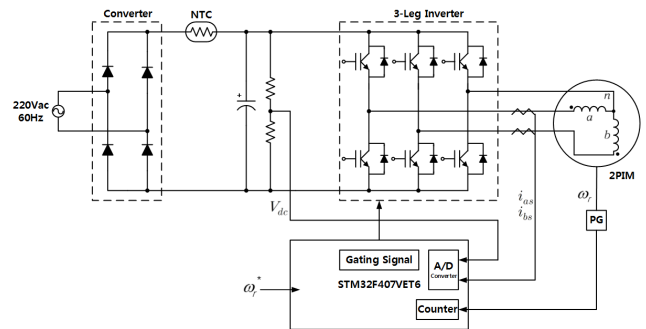 Converter
NTC
3-Leg Inverter
220Vac
60Hz
+
n
a
b
2PIM
V_dc
i_as
i_bs
ω_r
PG
Gating Signal
A/D
Converter
STM32F407VET6
ω_r*
Counter